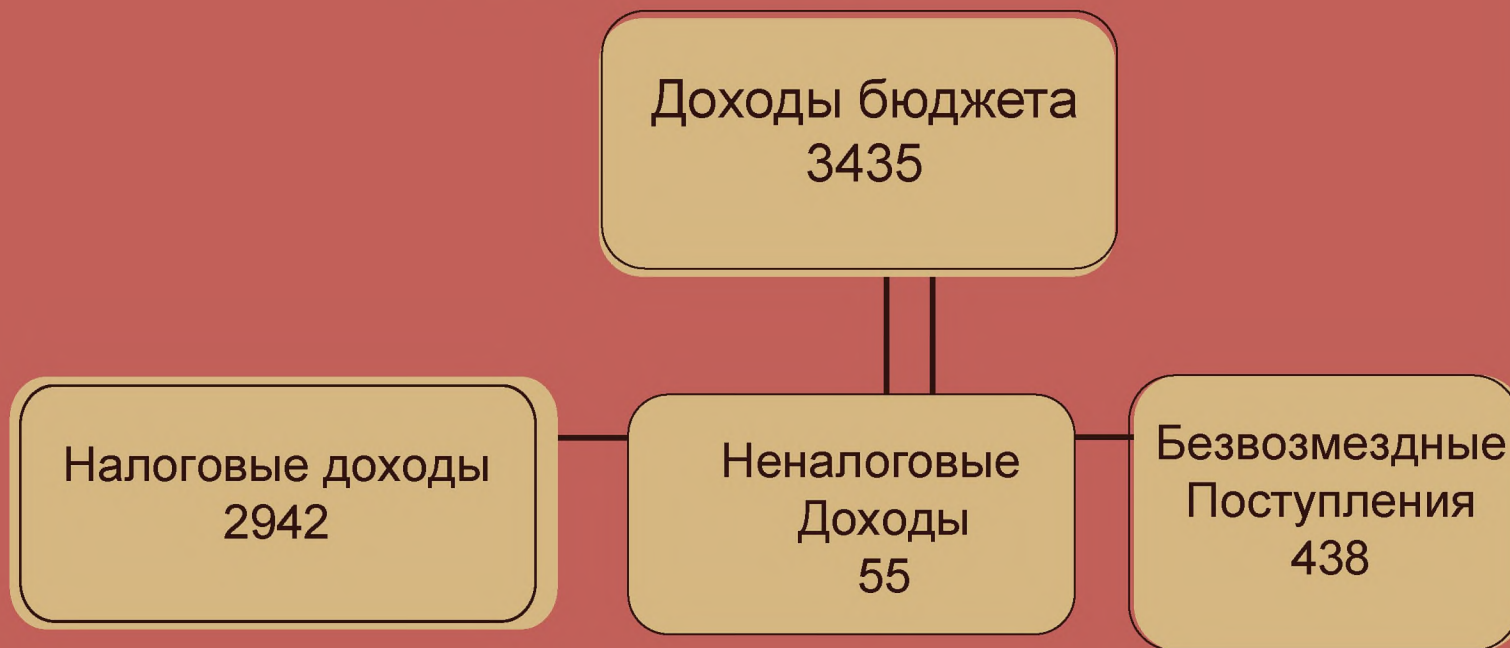 Доходы бюджета
3435
Налоговые доходы
2942
Неналоговые
Доходы
55
Безвозмездные
Поступления
438